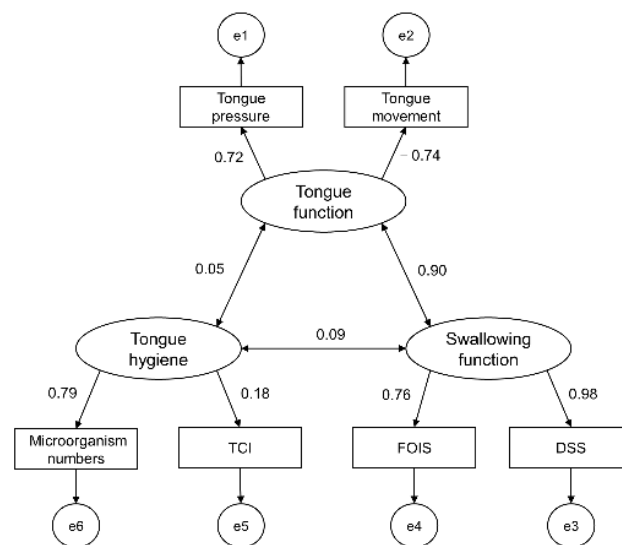 e1
e2
Tongue
pressure
Tongue
movement
0.72
– 0.74
Tongue
function
0.05
0.90
Tongue
hygiene
0.09
Swallowing
function
0.79
0.18
0.76
0.98
Microorganism
numbers
TCI
FOIS
DSS
e6
e5
e4
e3